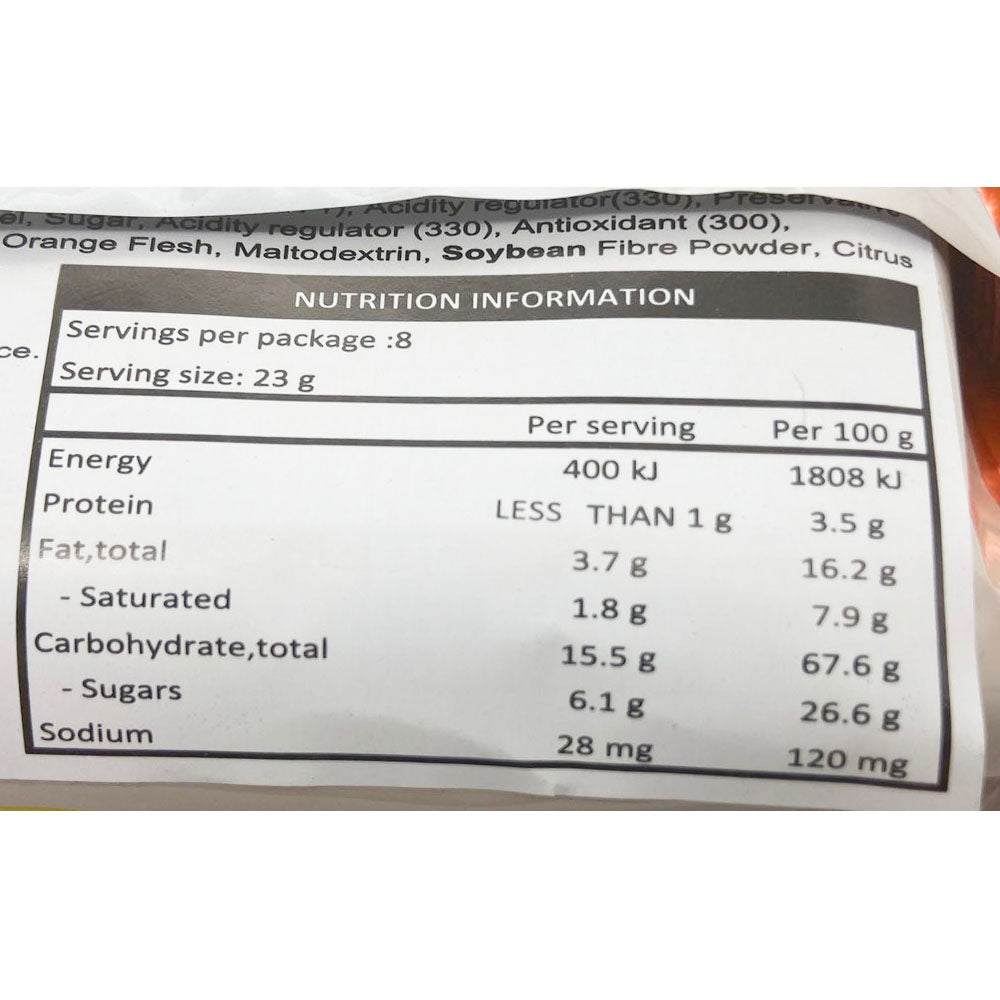 Acidity regulator(330),
el, Sugar, Acidity regulator (330), Antioxidant (300),
Orange Flesh, Maltodextrin, Soybean Fibre Powder, Citrus
ce.
NUTRITION INFORMATION
Servings per package :8
Serving size: 23 g
Per serving Per 100 g
Energy 400 kJ 1808 kJ
Protein LESS THAN 1 g 3.5 g
Fat,total 3.7 g 16.2 g
- Saturated 1.8 g 7.9 g
Carbohydrate,total 15.5 g 67.6 g
- Sugars 6.1 g 26.6 g
Sodium 28 mg 120 mg